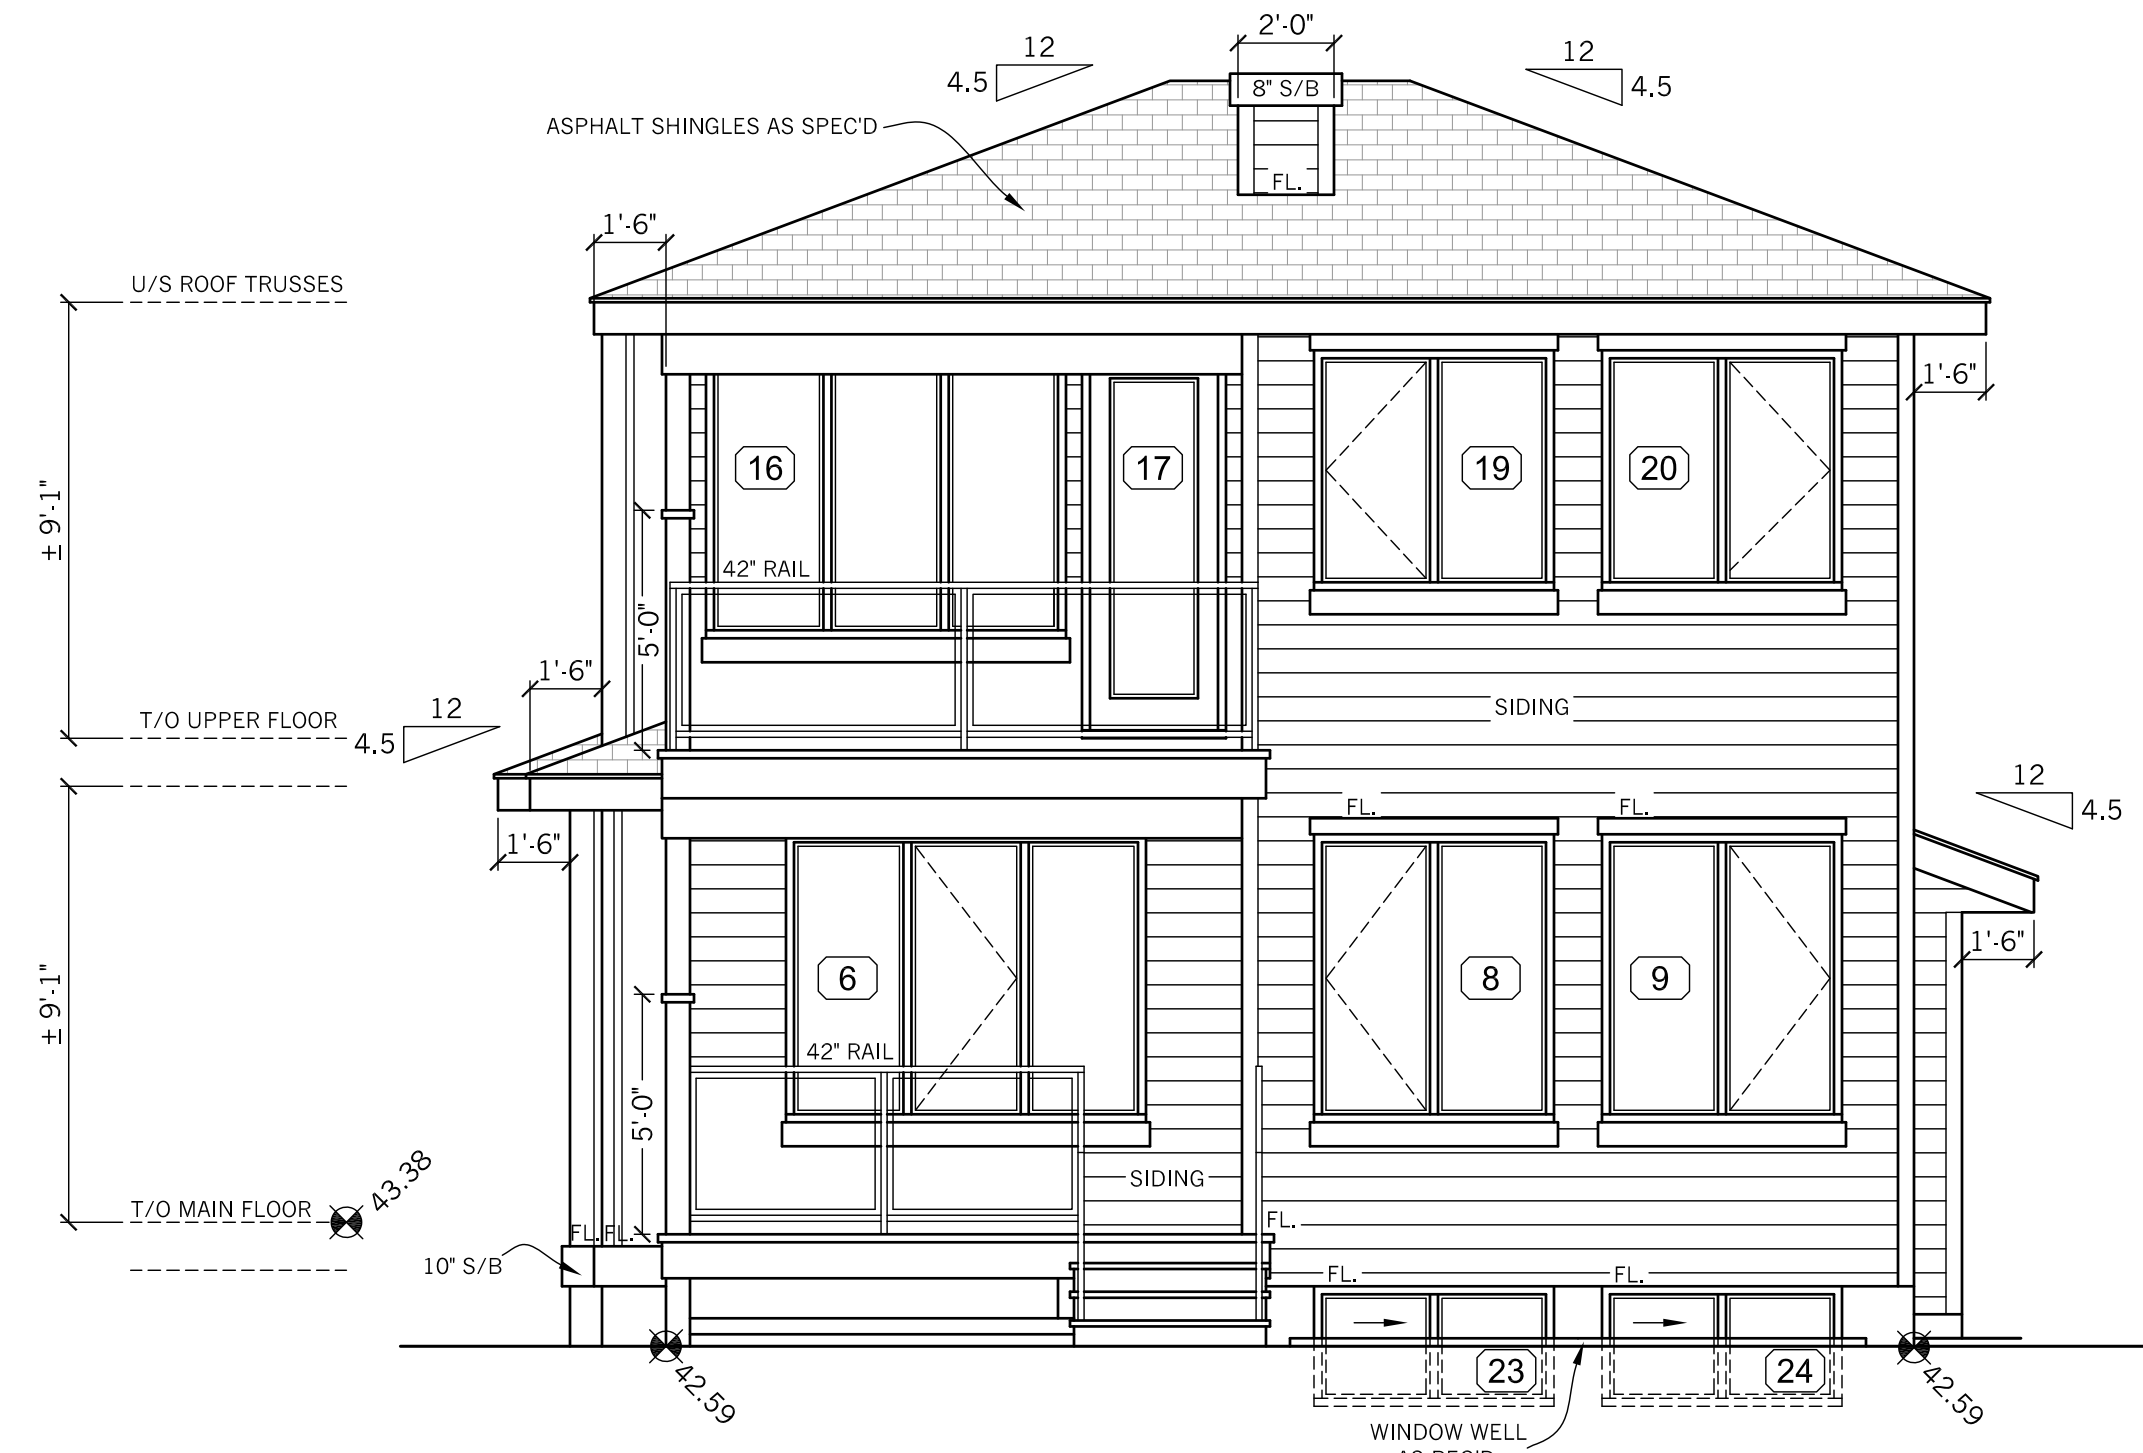 2'-0"
12
12
4.5
8" S/B
4.5
ASPHALT SHINGLES AS SPEC'D
FL.
1'-6"
U/S ROOF TRUSSES
1'-6"
16
17
19
20
± 9'-1"
42" RAIL
5'-0"
1'-6"
T/O UPPER FLOOR
12
4.5
SIDING
12
4.5
FL.
FL.
1'-6"
1'-6"
6
8
9
± 9'-1"
42" RAIL
5'-0"
43.38
SIDING
T/O MAIN FLOOR
FL.
FL.
FL.
10" S/B
FL.
FL.
23
24
42.59
42.59
WINDOW WELL